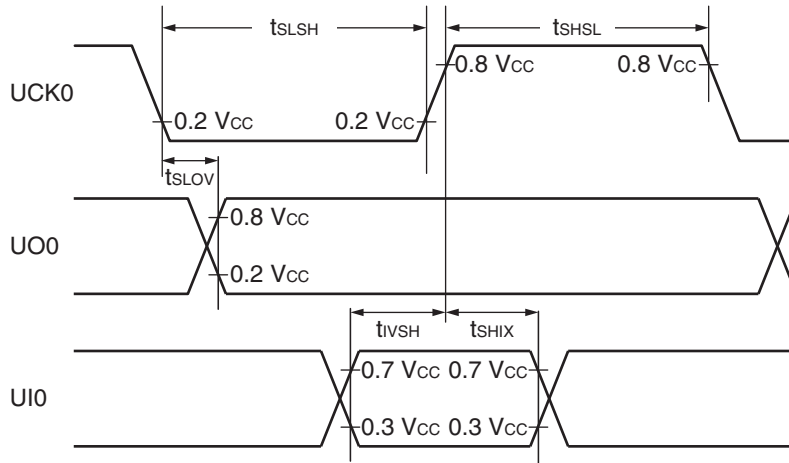 tSLSH tSHSL
UCK0 0.8 VCC 0.8 VCC
0.2 VCC 0.2 VCC
tSLOV
UO0 0.8 VCC
0.2 VCC
tIVSH tSHIX
0.7 VCC 0.7 VCC
UI0
0.3 VCC 0.3 VCC